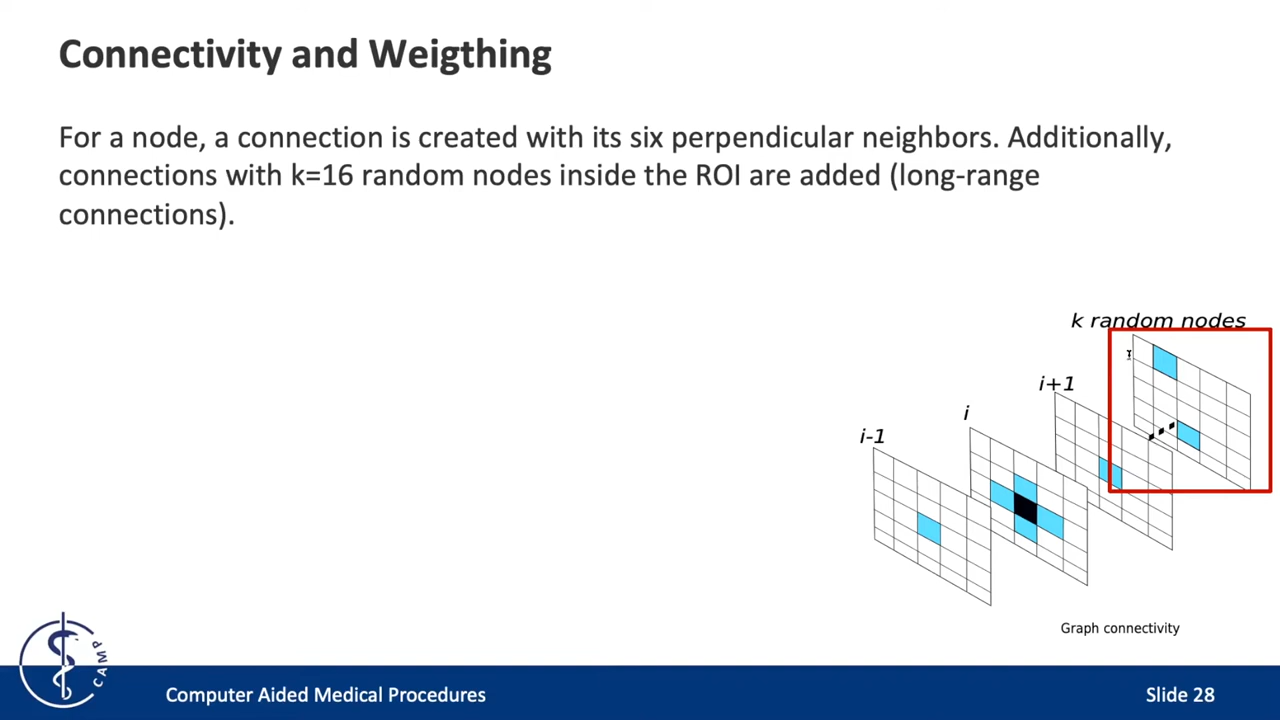 Connectivity and Weigthing
For a node, a connection is created with its six perpendicular neighbors. Additionally,
connections with k=16 random nodes inside the ROI are added (long-range
connections).
k random nodes
i+1
i
i-1
Graph connectivity
CAMP
Computer Aided Medical Procedures
Slide 28